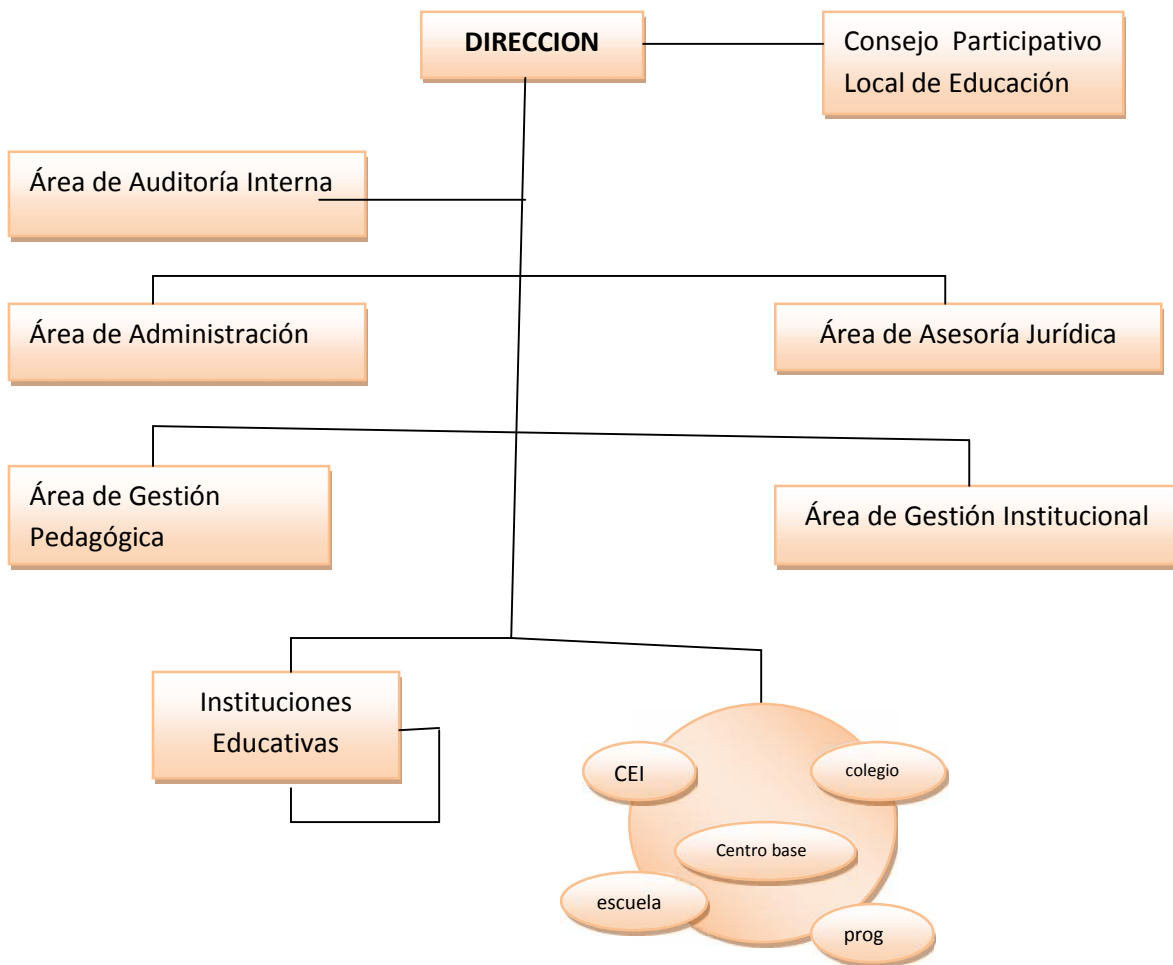 DIRECCION
Consejo Participativo
Local de Educación
Área de Auditoría Interna
Área de Administración
Área de Asesoría Jurídica
Área de Gestión
Pedagógica
Área de Gestión Institucional
Instituciones
Educativas
CEI
colegio
Centro base
escuela
prog